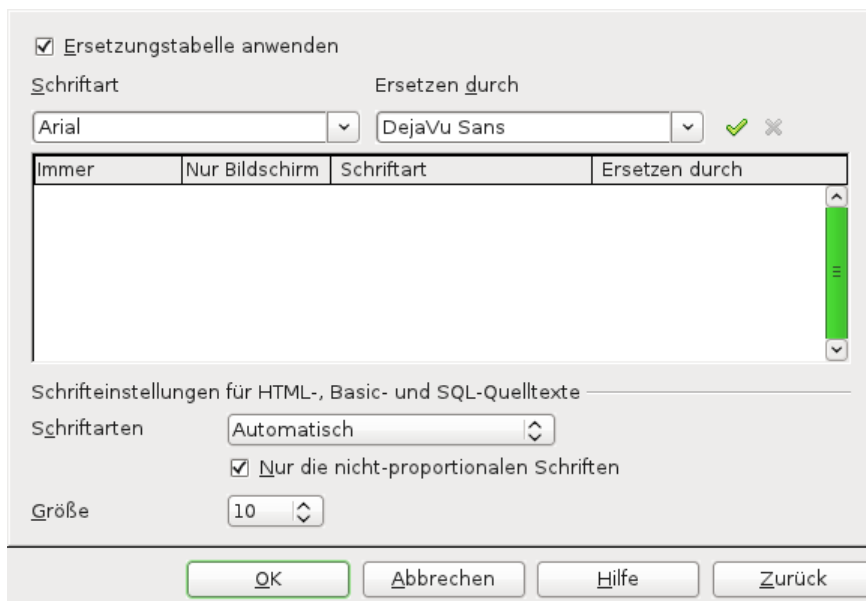 Ersetzungstabelle anwenden
Schriftart Ersetzen durch
Arial DejaVu Sans
Immer Nur Bildschirm Schriftart Ersetzen durch
Schrifteinstellungen für HTML-, Basic- und SQL-Quelltexte
Schriftarten Automatisch
Nur die nicht-proportionalen Schriften
Größe 10
OK Abbrechen Hilfe Zurück